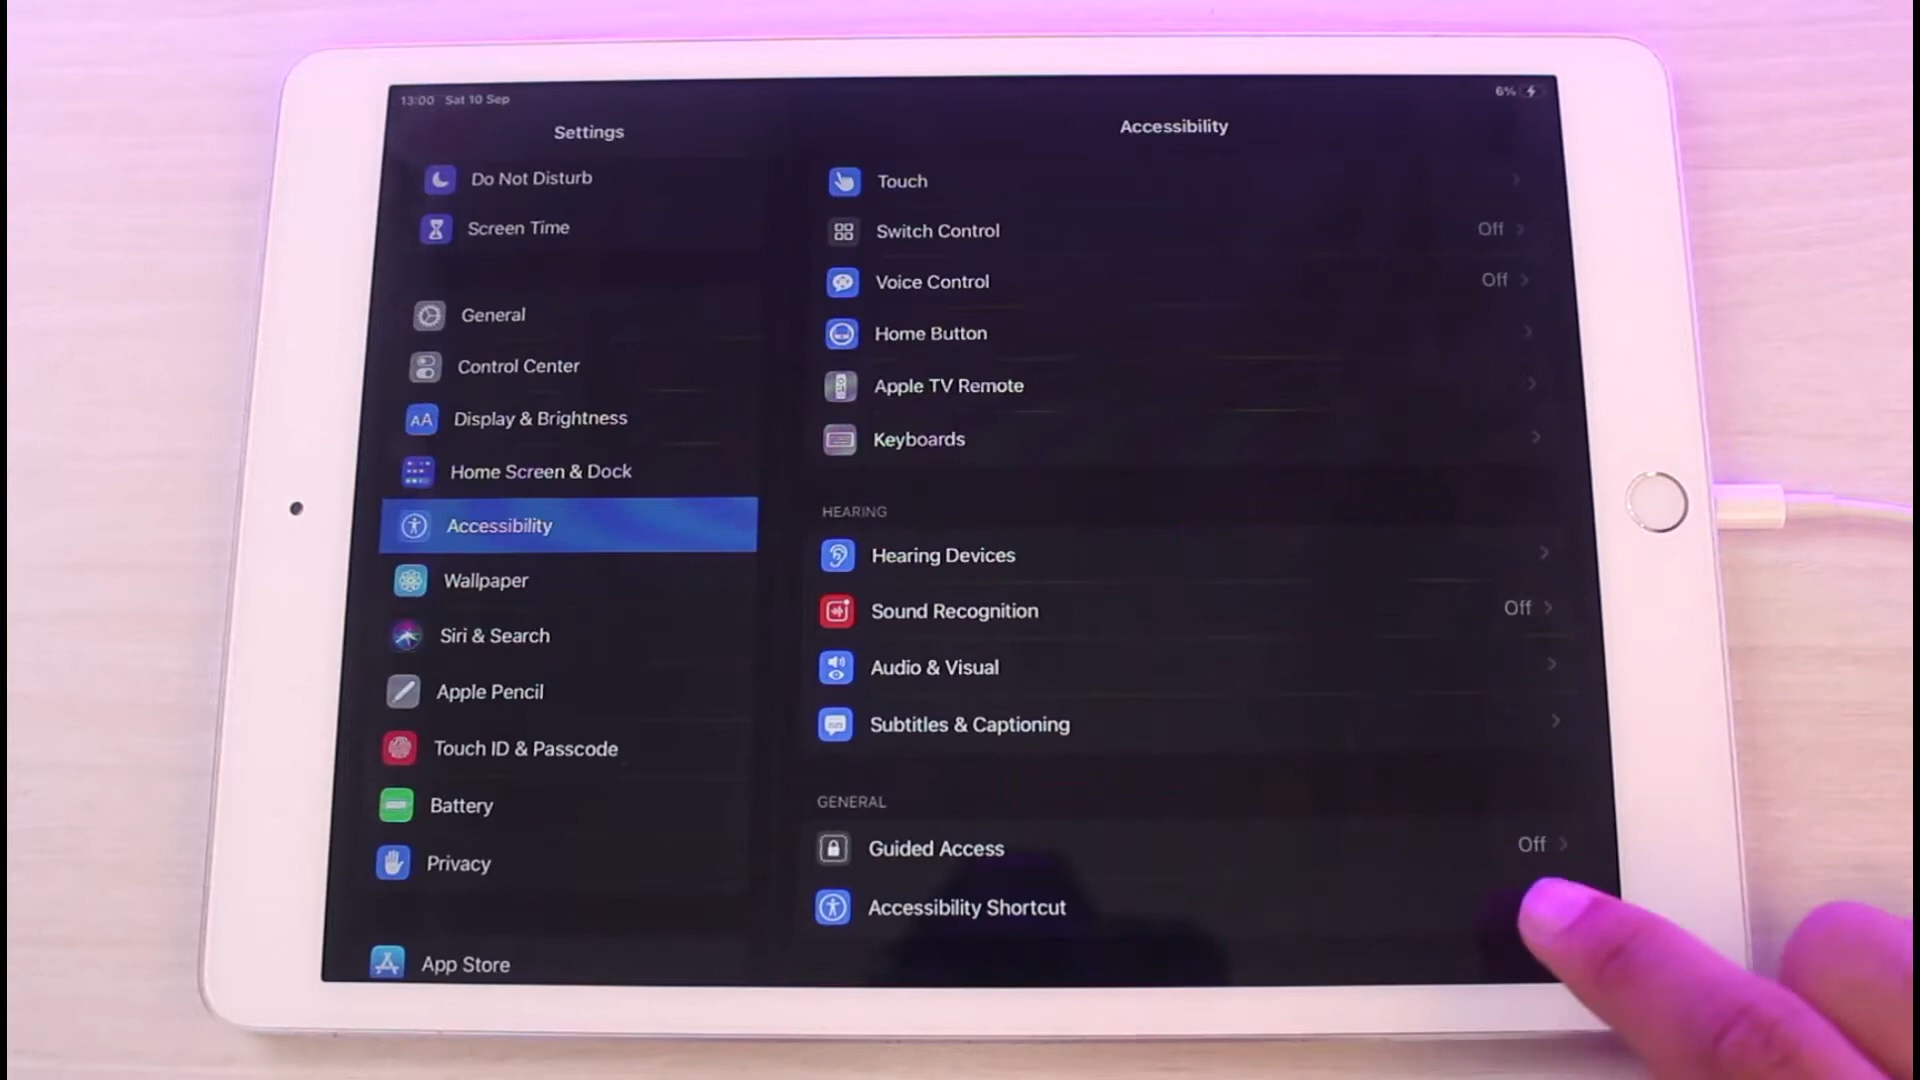 13:00 Sat 10 Sep
6%
Settings
Do Not Disturb
Screen Time
General
Control Center
AA Display & Brightness
Home Screen & Dock
Accessibility
Wallpaper
Siri & Search
Apple Pencil
Touch ID & Passcode
Battery
Privacy
App Store
Accessibility
Touch
Switch Control Off
Voice Control Off
Home Button
Apple TV Remote
Keyboards
HEARING
Hearing Devices
Sound Recognition Off
Audio & Visual
Subtitles & Captioning
GENERAL
Guided Access Off
Accessibility Shortcut